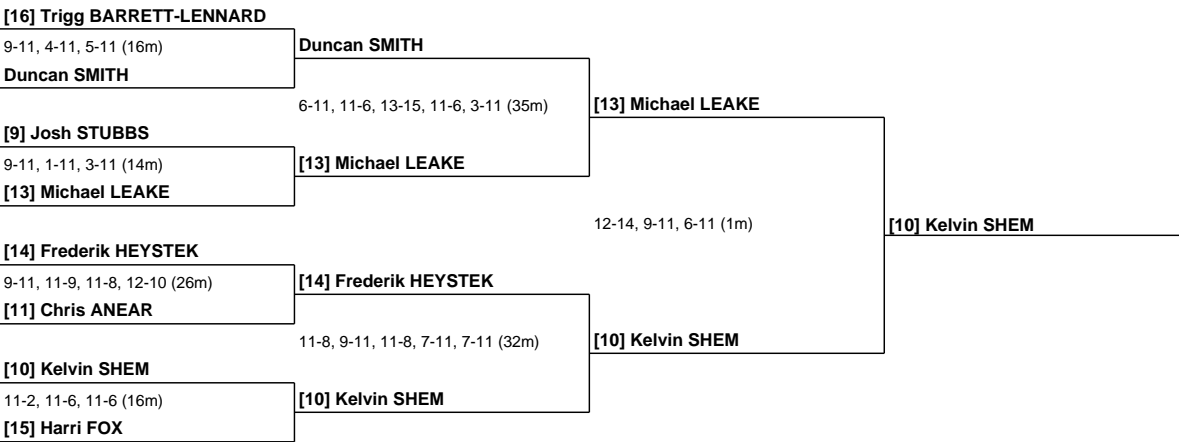 [16] Trigg BARRETT-LENNARD
9-11, 4-11, 5-11 (16m)
Duncan SMITH
Duncan SMITH
6-11, 11-6, 13-15, 11-6, 3-11 (35m)
[13] Michael LEAKE
[9] Josh STUBBS
9-11, 1-11, 3-11 (14m)
[13] Michael LEAKE
[13] Michael LEAKE
12-14, 9-11, 6-11 (1m)
[10] Kelvin SHEM
[14] Frederik HEYSTEK
9-11, 11-9, 11-8, 12-10 (26m)
[14] Frederik HEYSTEK
[11] Chris ANEAR
11-8, 9-11, 11-8, 7-11, 7-11 (32m)
[10] Kelvin SHEM
[10] Kelvin SHEM
11-2, 11-6, 11-6 (16m)
[10] Kelvin SHEM
[15] Harri FOX